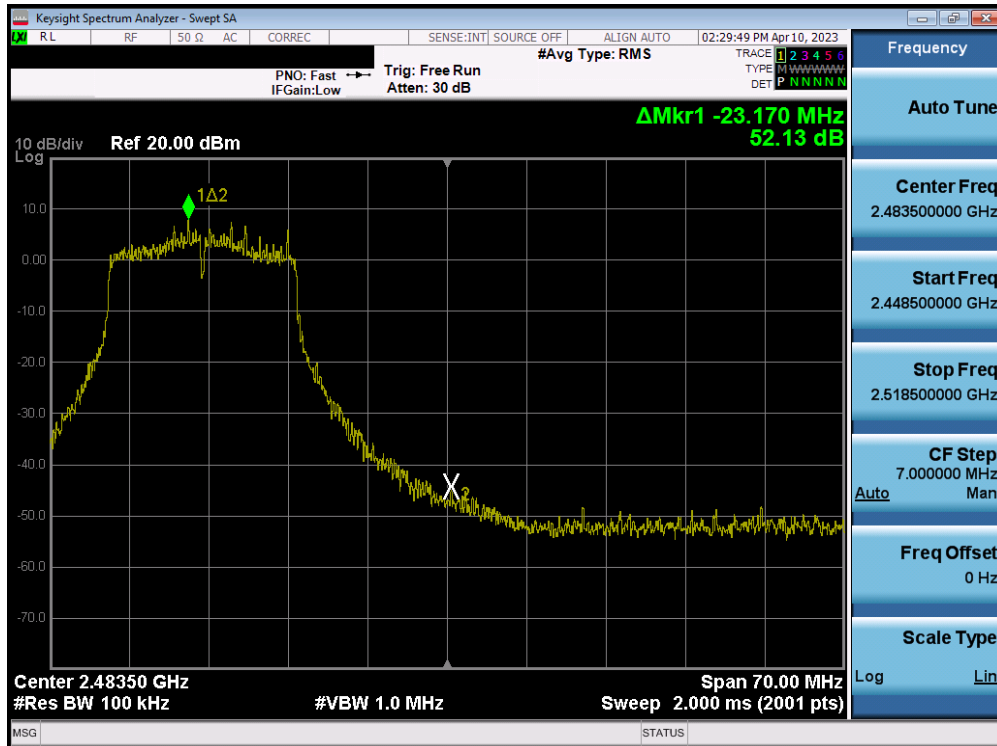 Keysight Spectrum Analyzer - Swept SA
LXI RL RF 50 Ω AC CORREC SENSE:INT SOURCE OFF ALIGN AUTO 02:29:49 PM Apr 10, 2023
PNO: Fast
IFGain:Low
Trig: Free Run
Atten: 30 dB
#Avg Type: RMS
TRACE 1 2 3 4 5 6
TYPE M W W W W W
DET P N N N N N
ΔMkr1 -23.170 MHz
52.13 dB
10 dB/div
Log
Ref 20.00 dBm
1Δ2
10.0
0.00
-10.0
-20.0
-30.0
-40.0
2
-50.0
-60.0
-70.0
Center 2.48350 GHz
Span 70.00 MHz
#Res BW 100 kHz
#VBW 1.0 MHz
Sweep 2.000 ms (2001 pts)
MSG
STATUS
Frequency
Auto Tune
Center Freq
2.483500000 GHz
Start Freq
2.448500000 GHz
Stop Freq
2.518500000 GHz
CF Step
7.000000 MHz
Auto Man
Freq Offset
0 Hz
Scale Type
Log Lin